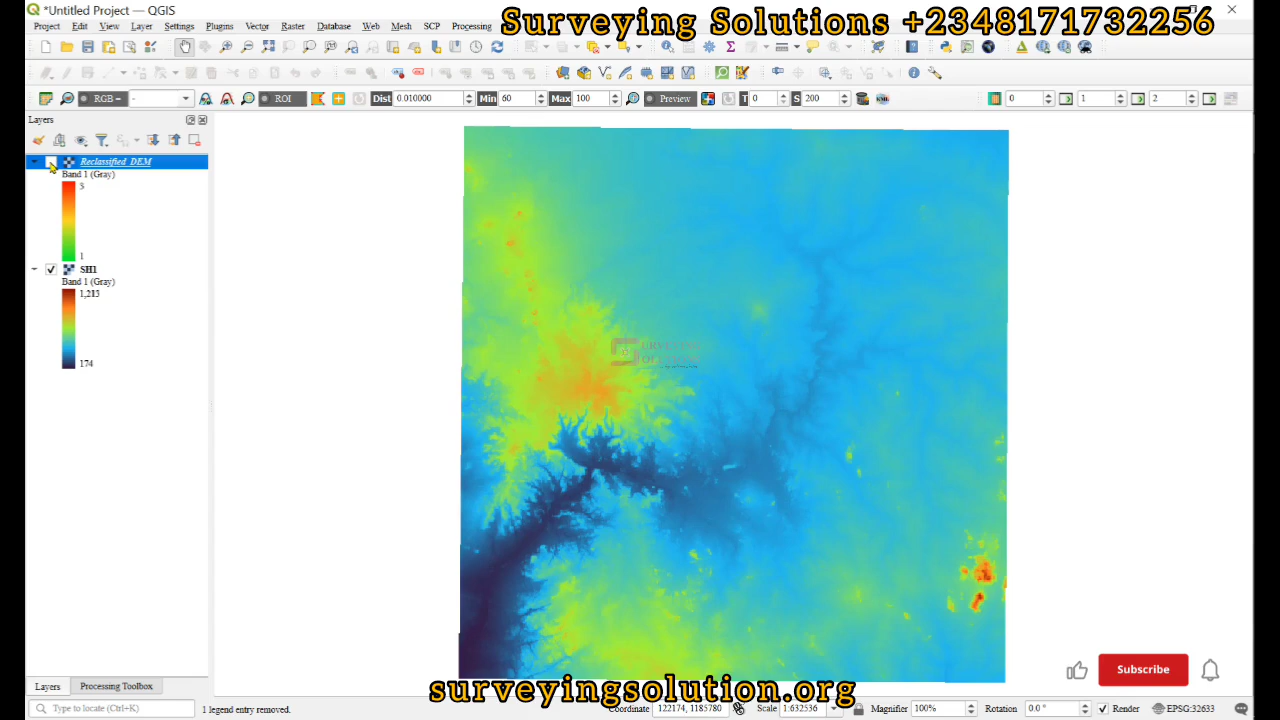 *Untitled Project — QGIS
Surveying Solutions +2348171732256
Project Edit View Layer Settings Plugins Vector Raster Database Web Mesh SCP Processing
RGB = - ROI Dist 0.010000 Min 60 Max 100 Preview T 0 S 200 0 1 2
Layers
Reclassified DEM
Band 1 (Gray)
3
1
SH1
Band 1 (Gray)
1,215
174
Subscribe
Layers Processing Toolbox
surveyingsolution.org
Type to locate (Ctrl+K) 1 legend entry removed. Coordinate 122174, 1185780 Scale 1:632536 Magnifier 100% Rotation 0.0 ° Render EPSG:32633